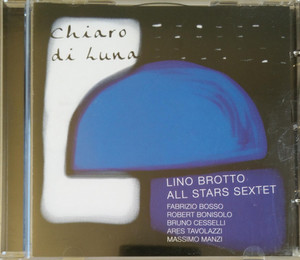 Chiaro
di Luna
LINO BROTTO
ALL STARS SEXTET
FABRIZIO BOSSO
ROBERT BONISOLO
BRUNO CESSELLI
ARES TAVOLAZZI
MASSIMO MANZI